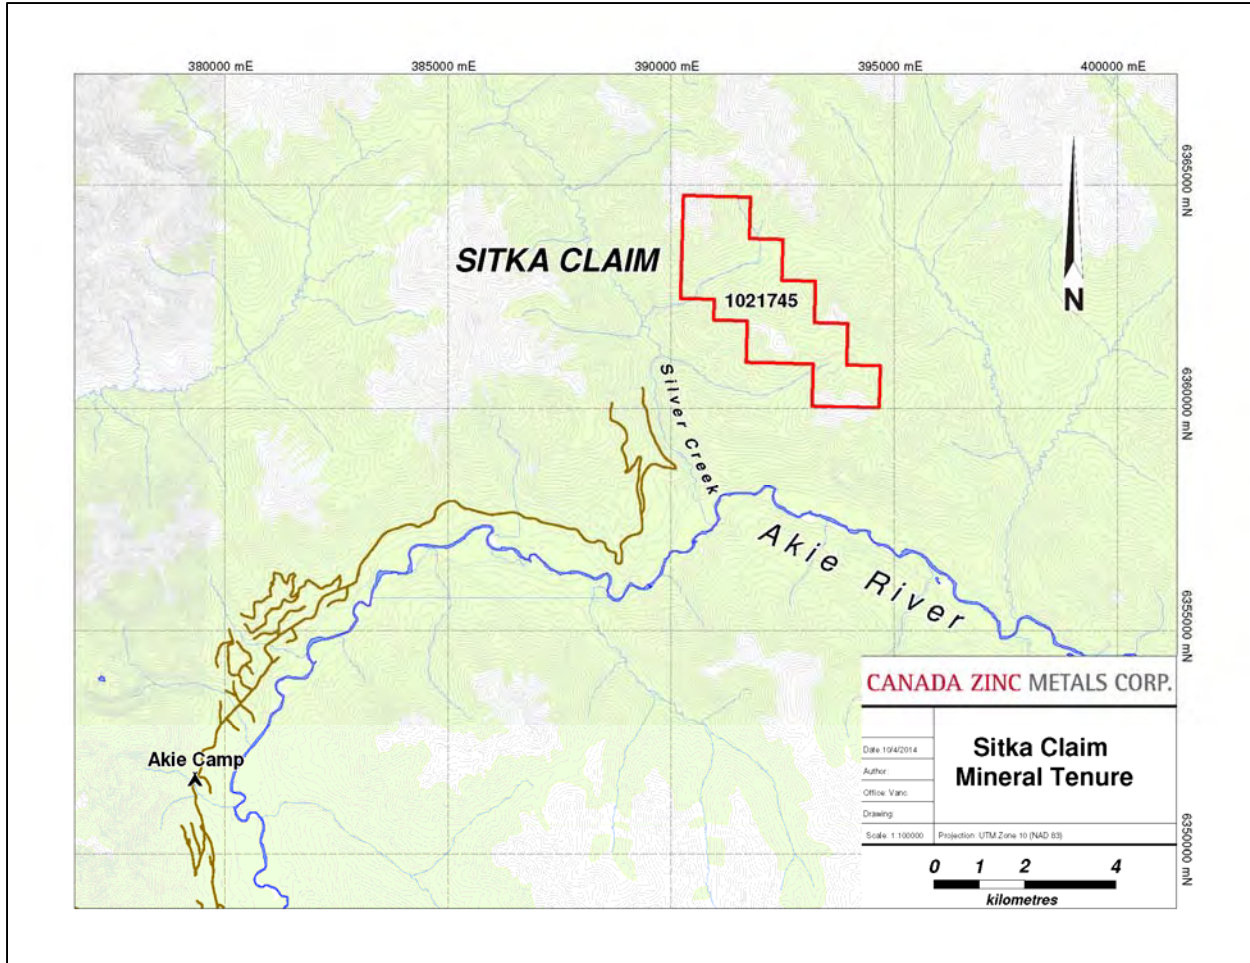 380000 mE
385000 mE
390000 mE
395000 mE
400000 mE
6365000 mN
SITKA CLAIM
1021745
N
Silver Creek
6360000 mN
Akie River
6355000 mN
CANADA ZINC METALS CORP.
Akie Camp
Date: 10/4/2014
Author:
Office: Vanc
Drawing:
Scale: 1:100000
Projection: UTM Zone 10 (NAD 83)
Sitka Claim
Mineral Tenure
6350000 mN
0 1 2 4
kilometres